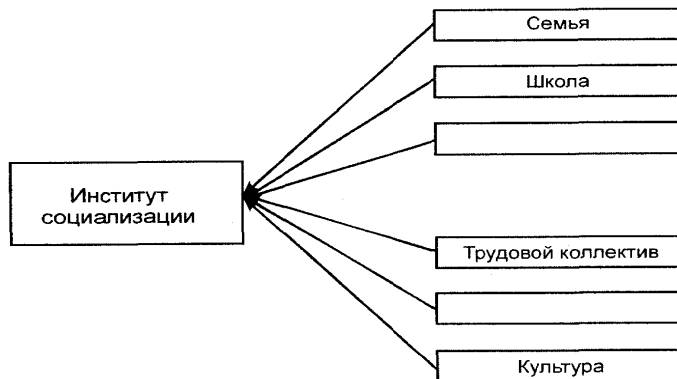 Семья
Школа
Институт
социализации
Трудовой коллектив
Культура